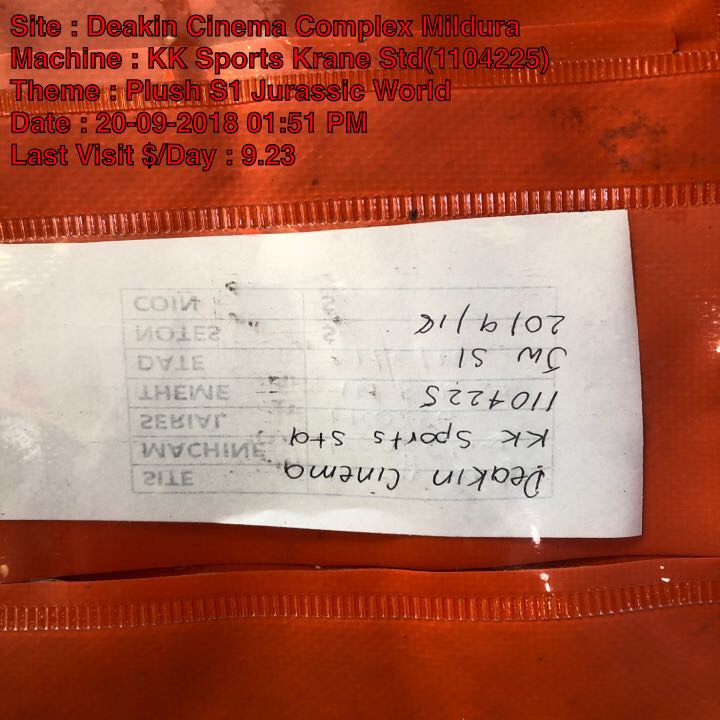 Site : Deakin Cinema Complex Mildura
Machine : KK Sports Krane Std(1104225)
Theme : Plush S1 Jurassic World
Date : 20-09-2018 01:51 PM
Last Visit $/Day : 9.23
Deakin Cinema
KK Sports Std
1104225
JW S1
20/9/18
SITE
MACHINE
SERIAL
THEME
DATE
NOTES $
COIN $